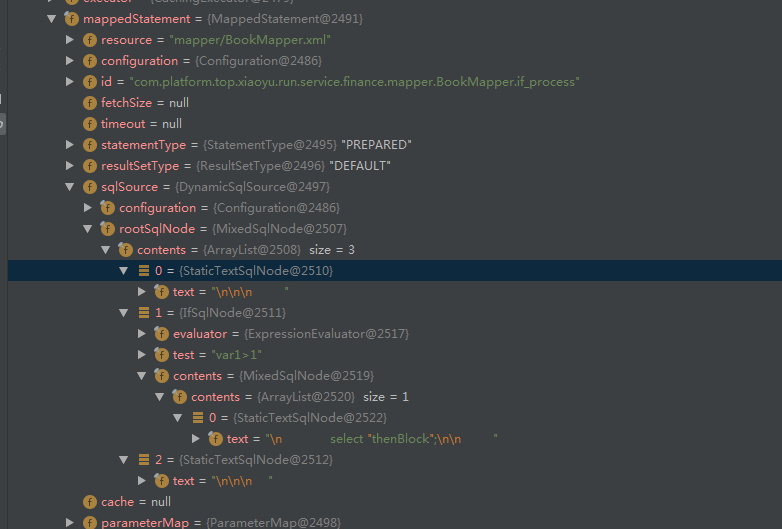 mappedStatement = {MappedStatement@2491}
resource = "mapper/BookMapper.xml"
configuration = {Configuration@2486}
id = "com.platform.top.xiaoyu.run.service.finance.mapper.BookMapper.if_process"
fetchSize = null
timeout = null
statementType = {StatementType@2495} "PREPARED"
resultSetType = {ResultSetType@2496} "DEFAULT"
sqlSource = {DynamicSqlSource@2497}
configuration = {Configuration@2486}
rootSqlNode = {MixedSqlNode@2507}
contents = {ArrayList@2508} size = 3
0 = {StaticTextSqlNode@2510}
text = "\n\n\n        "
1 = {IfSqlNode@2511}
evaluator = {ExpressionEvaluator@2517}
test = "var1>1"
contents = {MixedSqlNode@2519}
contents = {ArrayList@2520} size = 1
0 = {StaticTextSqlNode@2522}
text = "\n            select "thenBlock";\n\n        "
2 = {StaticTextSqlNode@2512}
text = "\n\n\n    "
cache = null
parameterMap = {ParameterMap@2498}